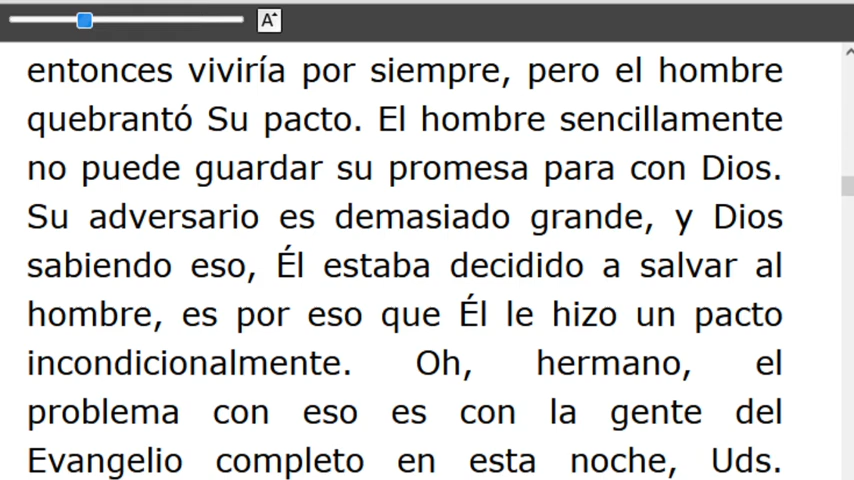 A
entonces viviría por siempre, pero el hombre
quebrantó Su pacto. El hombre sencillamente
no puede guardar su promesa para con Dios.
Su adversario es demasiado grande, y Dios
sabiendo eso, Él estaba decidido a salvar al
hombre, es por eso que Él le hizo un pacto
incondicionalmente. Oh, hermano, el
problema con eso es con la gente del
Evangelio completo en esta noche, Uds.